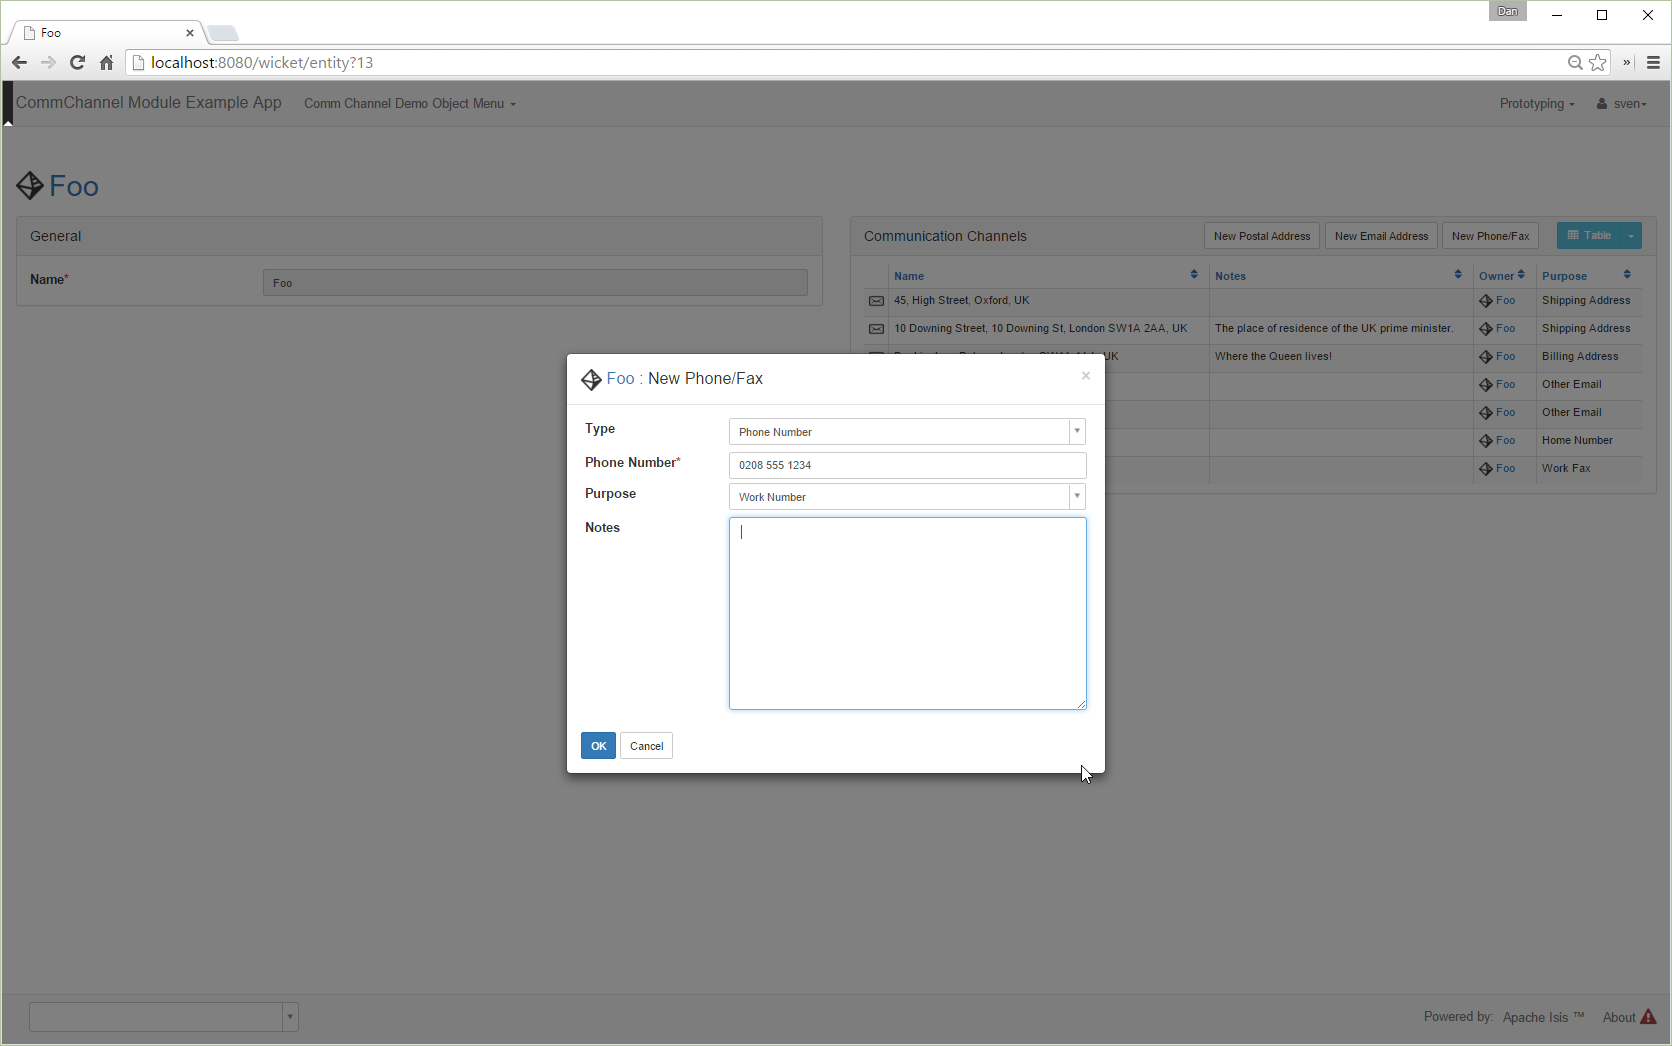 Dan
Foo
localhost:8080/wicket/entity?13
CommChannel Module Example App Comm Channel Demo Object Menu Prototyping sven
Foo
General
Name* Foo
Communication Channels New Postal Address New Email Address New Phone/Fax Table
Name Notes Owner Purpose
45, High Street, Oxford, UK Foo Shipping Address
10 Downing Street, 10 Downing St, London SW1A 2AA, UK The place of residence of the UK prime minister. Foo Shipping Address
UK Where the Queen lives! Foo Billing Address
Foo Other Email
Foo Other Email
Foo Home Number
Foo Work Fax
Foo : New Phone/Fax ×
Type Phone Number
Phone Number* 0208 555 1234
Purpose Work Number
Notes
OK Cancel
Powered by: Apache Isis ™ About